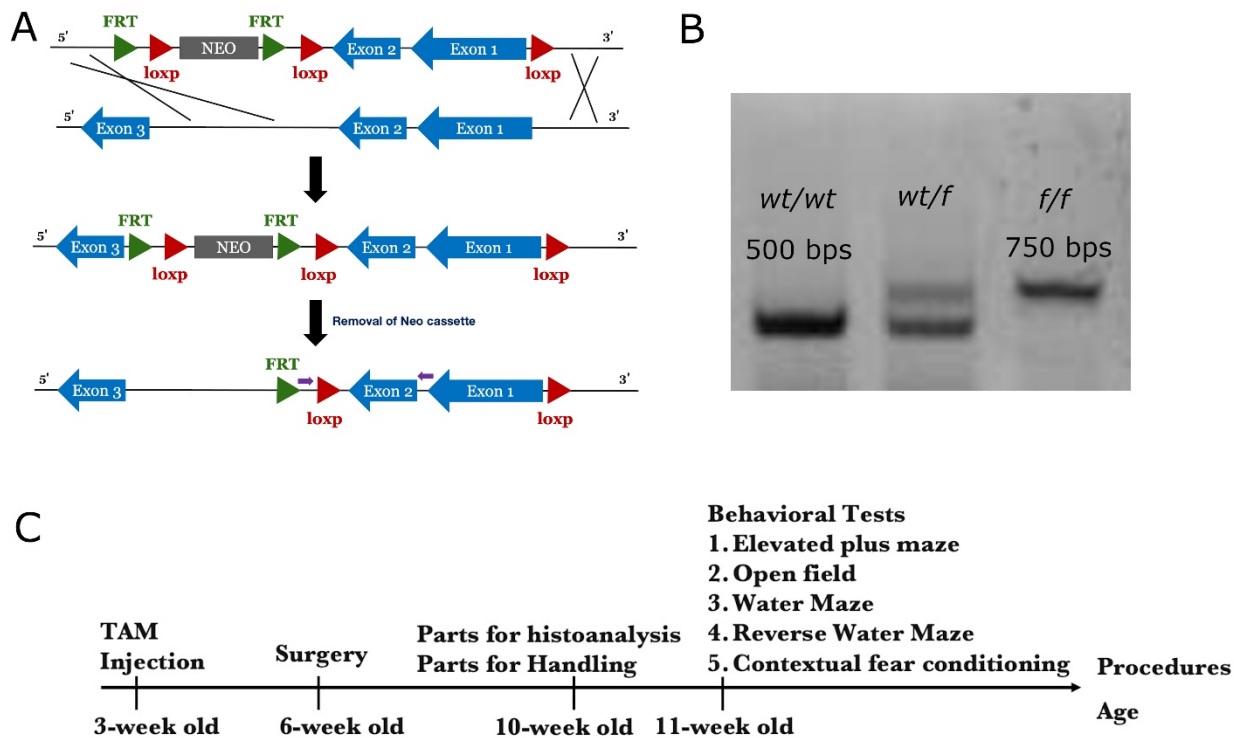 A
FRT FRT
5' NEO Exon 2 Exon 1 3'
loxp loxp loxp
5' Exon 3 Exon 2 Exon 1 3'
FRT FRT
5' Exon 3 NEO Exon 2 Exon 1 3'
loxp loxp loxp
Removal of Neo cassette
FRT
5' Exon 3 Exon 2 Exon 1 3'
loxp loxp
B
wt/wt wt/f f/f
500 bps 750 bps
C
Behavioral Tests
1. Elevated plus maze
2. Open field
3. Water Maze
4. Reverse Water Maze
5. Contextual fear conditioning
TAM
Injection
Surgery
Parts for histoanalysis
Parts for Handling
Procedures
Age
3-week old 6-week old 10-week old 11-week old